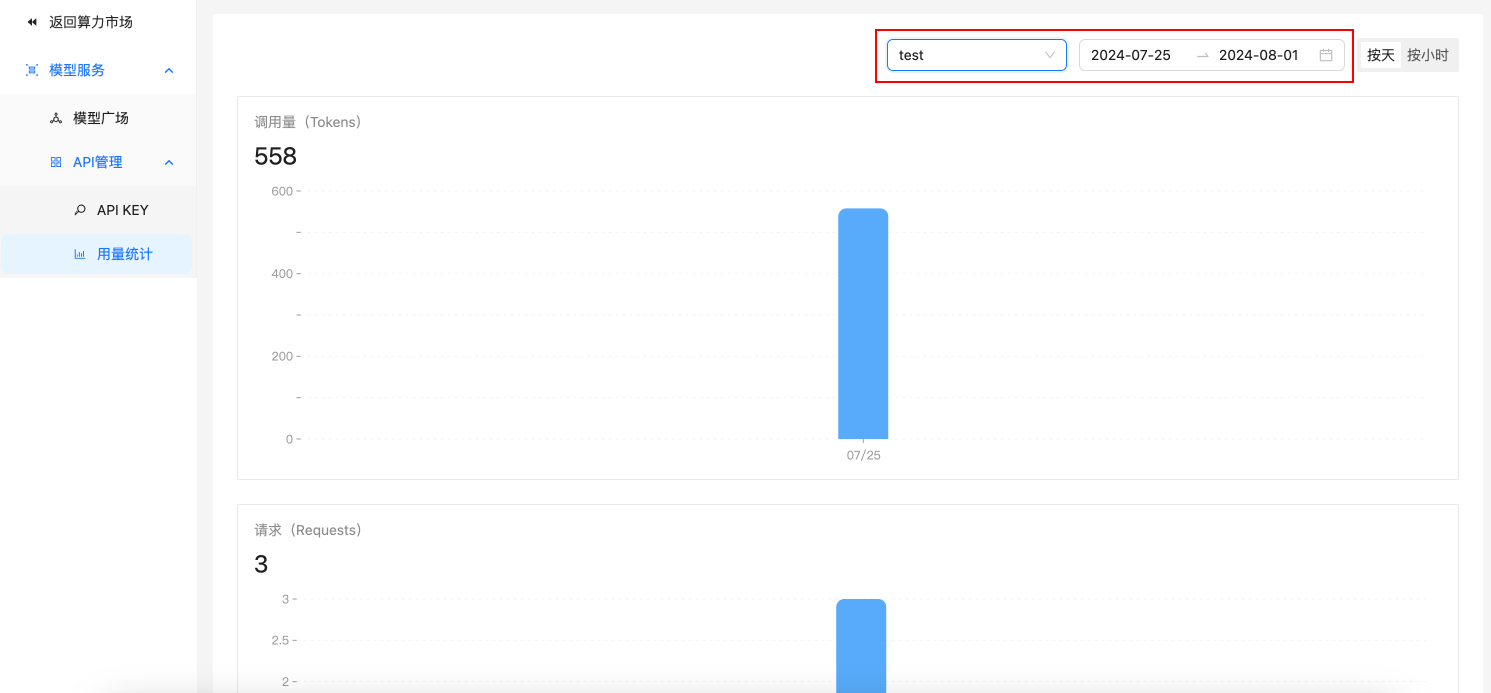 返回算力市场
模型服务
模型广场
API管理
API KEY
用量统计
test
2024-07-25
2024-08-01
按天
按小时
调用量（Tokens）
558
600
400
200
0
07/25
请求（Requests）
3
3
2.5
2